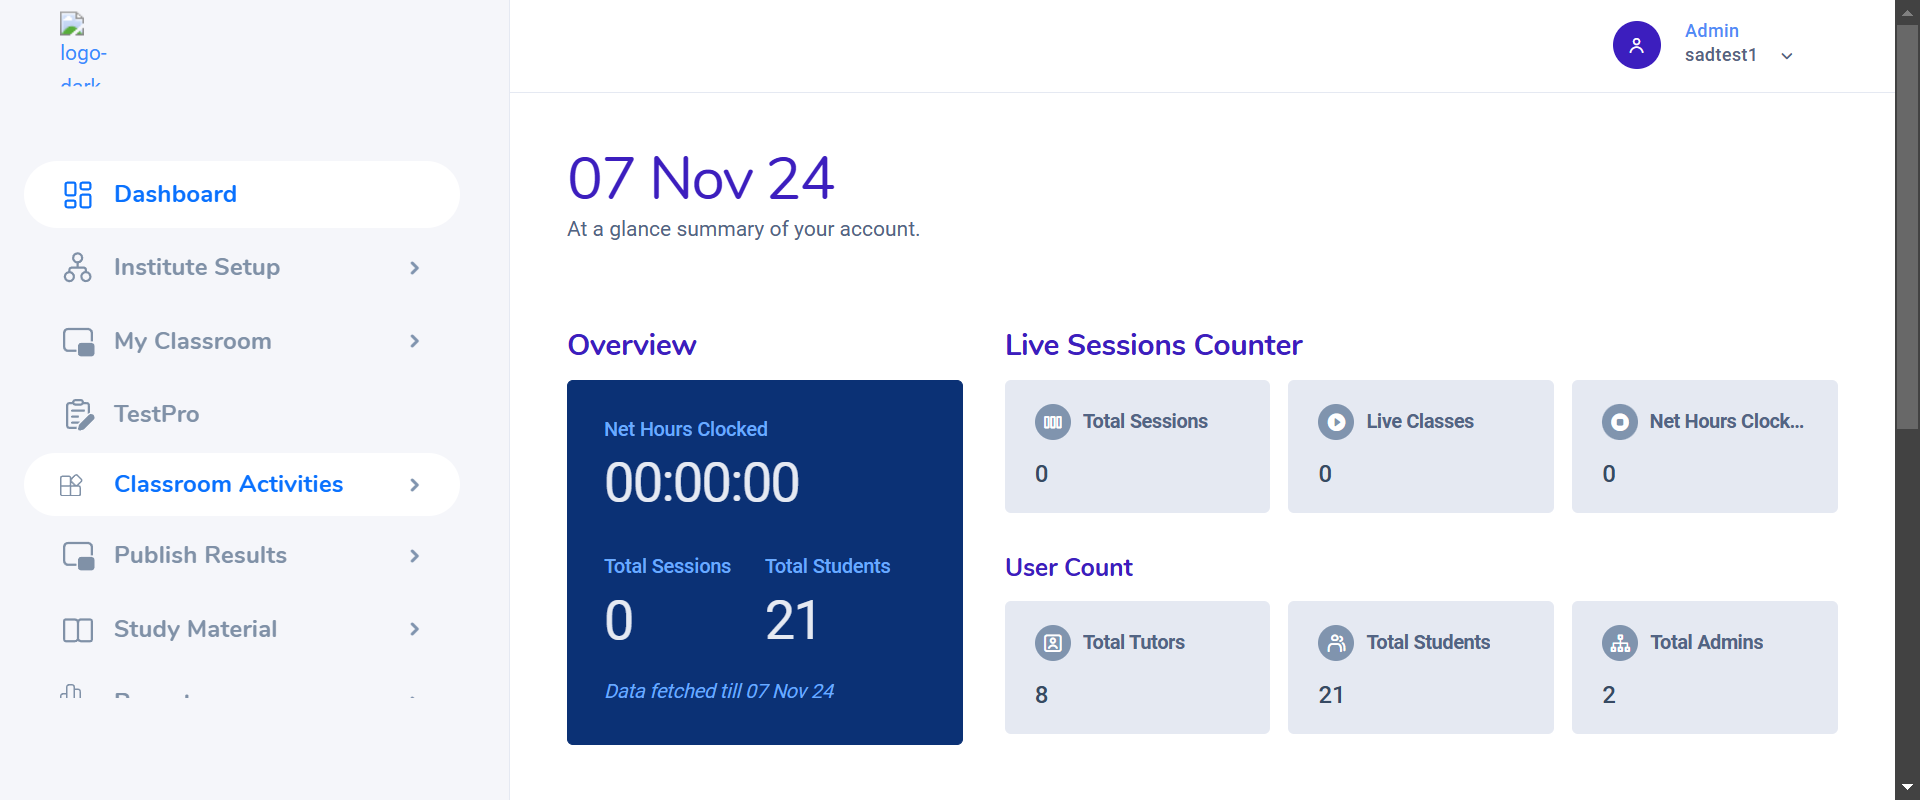 logo-
dark
Dashboard
Institute Setup
My Classroom
TestPro
Classroom Activities
Publish Results
Study Material
Admin
sadtest1
07 Nov 24
At a glance summary of your account.
Overview
Net Hours Clocked
00:00:00
Total Sessions Total Students
0 21
Data fetched till 07 Nov 24
Live Sessions Counter
Total Sessions
0
Live Classes
0
Net Hours Clock...
0
User Count
Total Tutors
8
Total Students
21
Total Admins
2